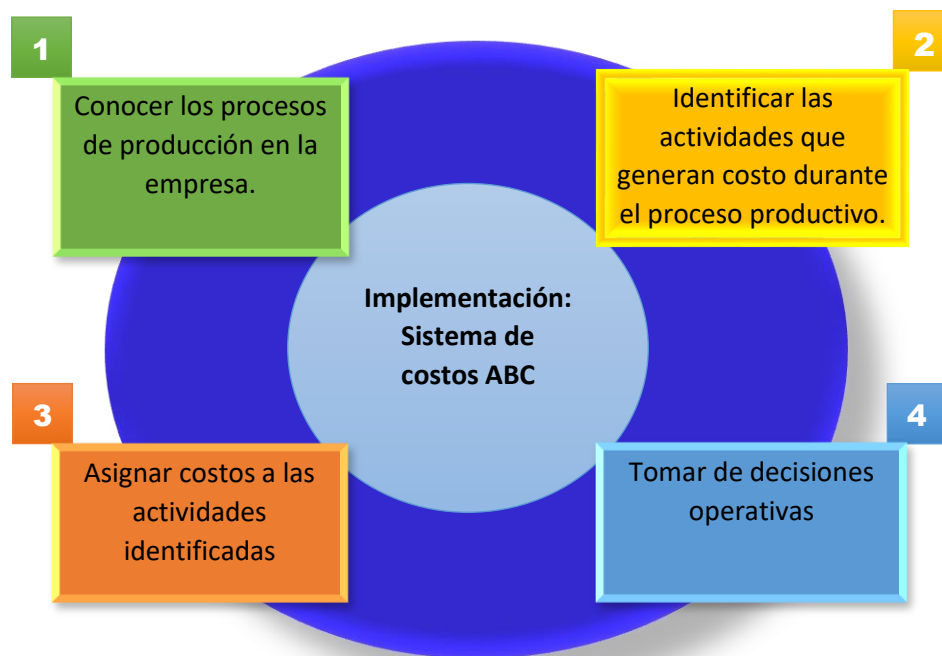 1
Conocer los procesos
de producción en la
empresa.
2
Identificar las
actividades que
generan costo durante
el proceso productivo.
Implementación:
Sistema de
costos ABC
3
Asignar costos a las
actividades
identificadas
4
Tomar de decisiones
operativas